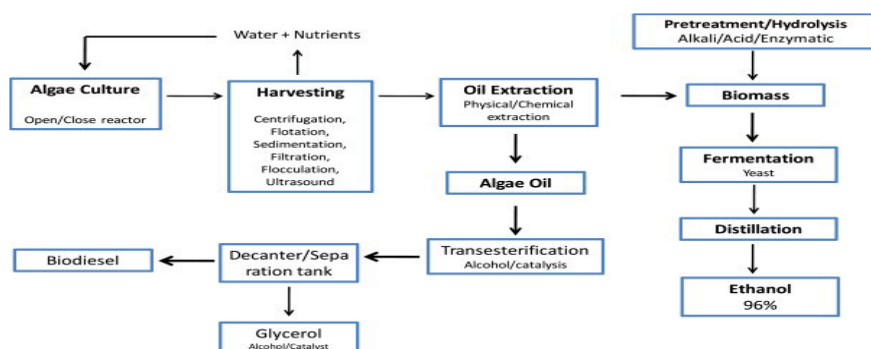 Water + Nutrients
Pretreatment/Hydrolysis
Alkali/Acid/Enzymatic
Algae Culture
Open/Close reactor
Harvesting
Centrifugation,
Flotation,
Sedimentation,
Filtration,
Flocculation,
Ultrasound
Oil Extraction
Physical/Chemical
extraction
Biomass
Algae Oil
Fermentation
Yeast
Transesterification
Alcohol/catalysis
Distillation
Biodiesel
Decanter/Sepa
ration tank
Ethanol
96%
Glycerol
Alcohol/Catalyst